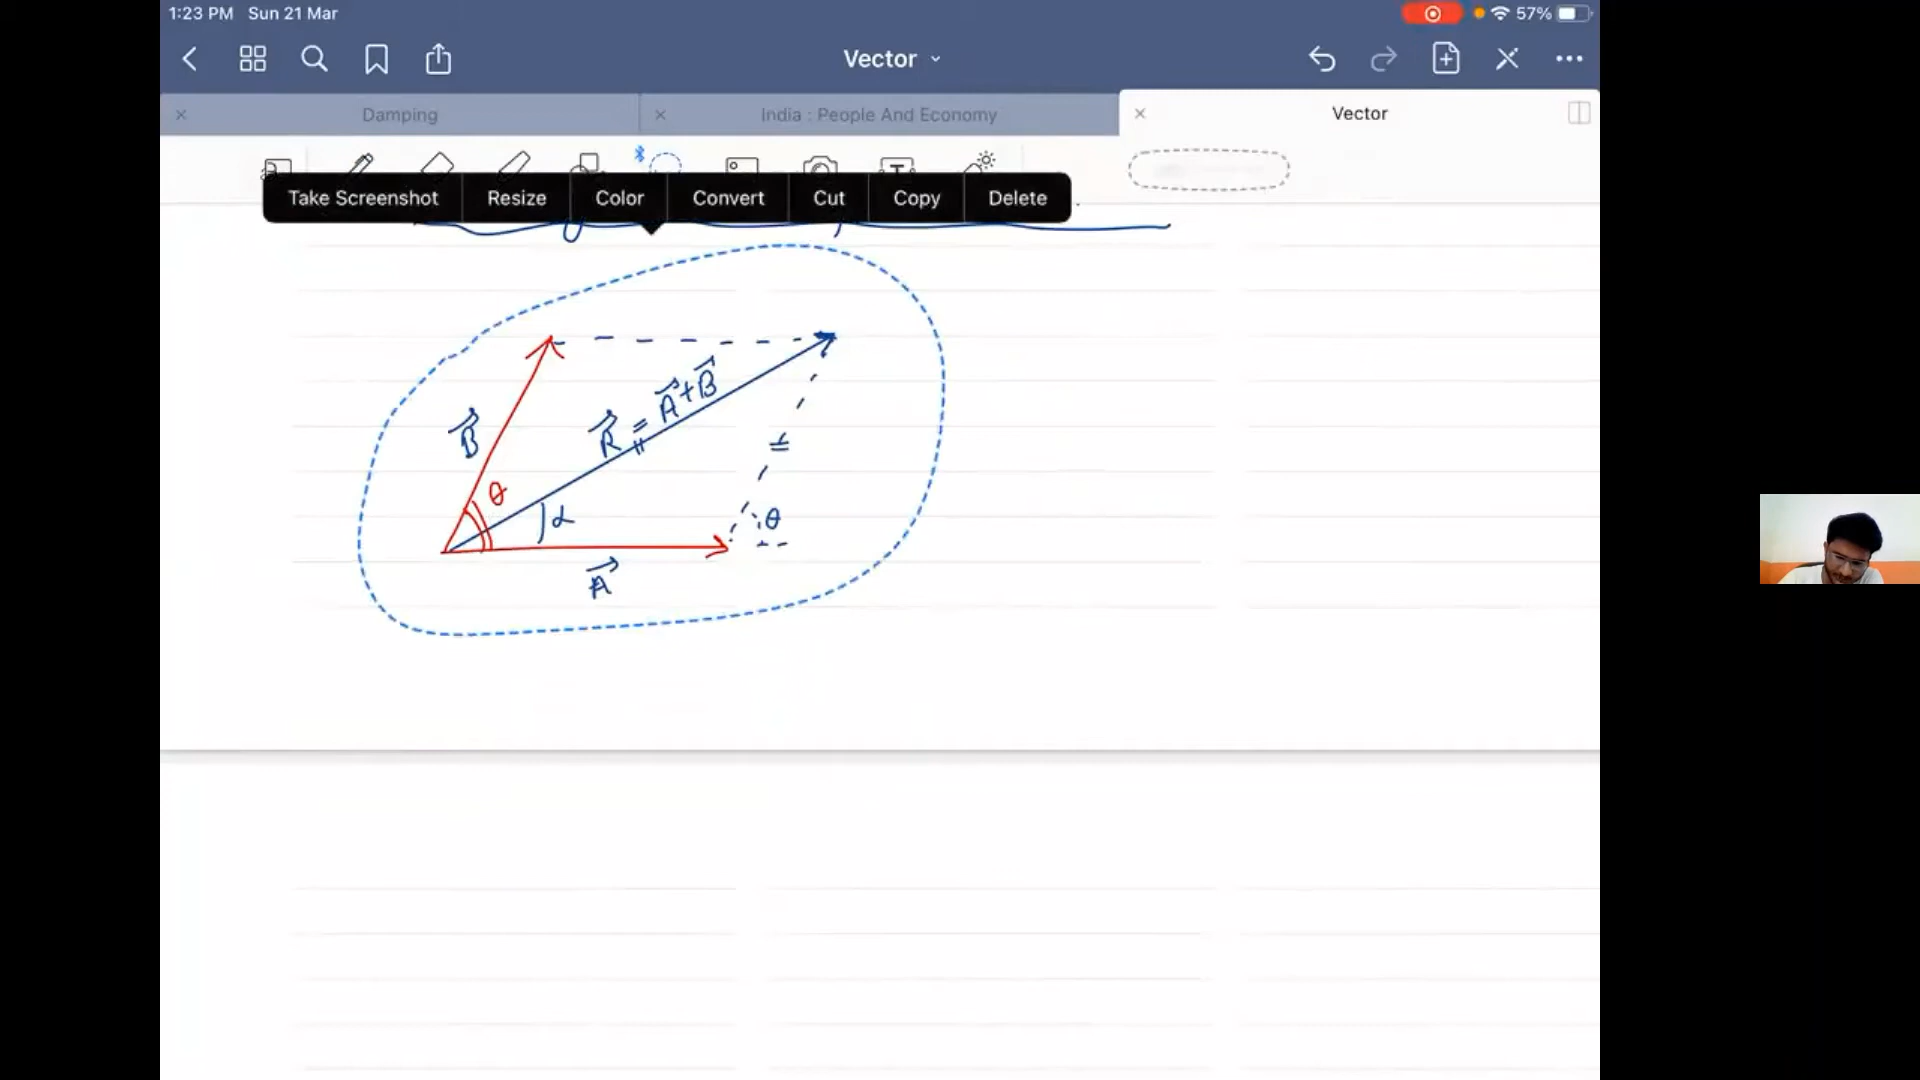 1:23 PM Sun 21 Mar 57%
Vector
Damping India : People And Economy Vector
Take Screenshot Resize Color Convert Cut Copy Delete
B⃗
R⃗ = A⃗+B⃗
θ
α
θ
A⃗